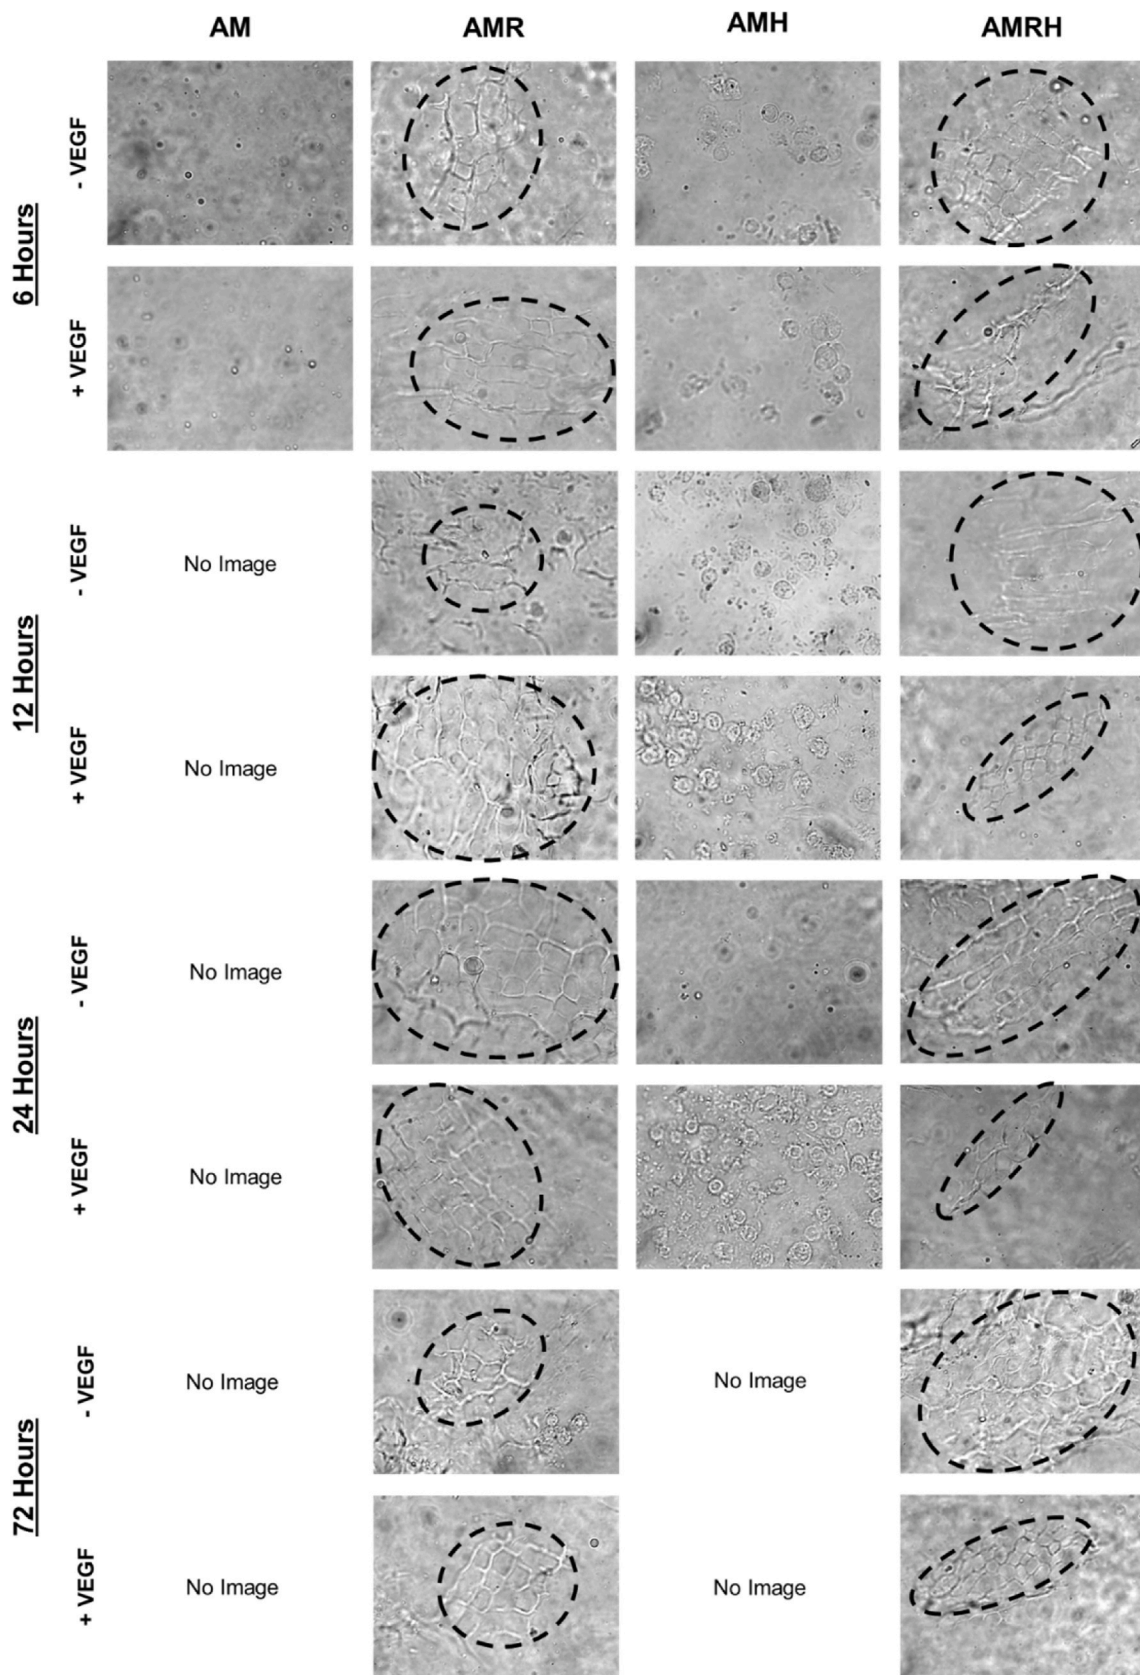 AM AMR AMH AMRH
6 Hours
- VEGF
+ VEGF
12 Hours
- VEGF No Image
+ VEGF No Image
24 Hours
- VEGF No Image
+ VEGF No Image
72 Hours
- VEGF No Image No Image
+ VEGF No Image No Image